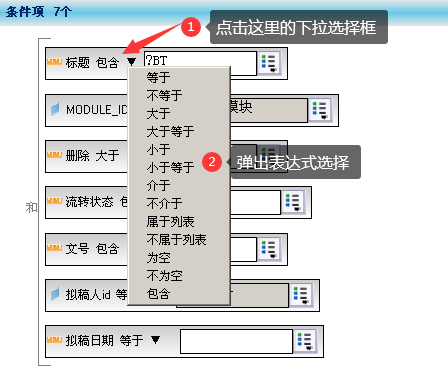 条件项 7个
1 点击这里的下拉选择框
标题 包含 ▼ ?BT
等于
不等于
MODULE_ID 模块
大于
大于等于
删除 大于
小于
小于等于
2 弹出表达式选择
介于
不介于
和
流转状态 包
属于列表
不属于列表
文号 包含
为空
不为空
拟稿人id 等
包含
拟稿日期 等于 ▼